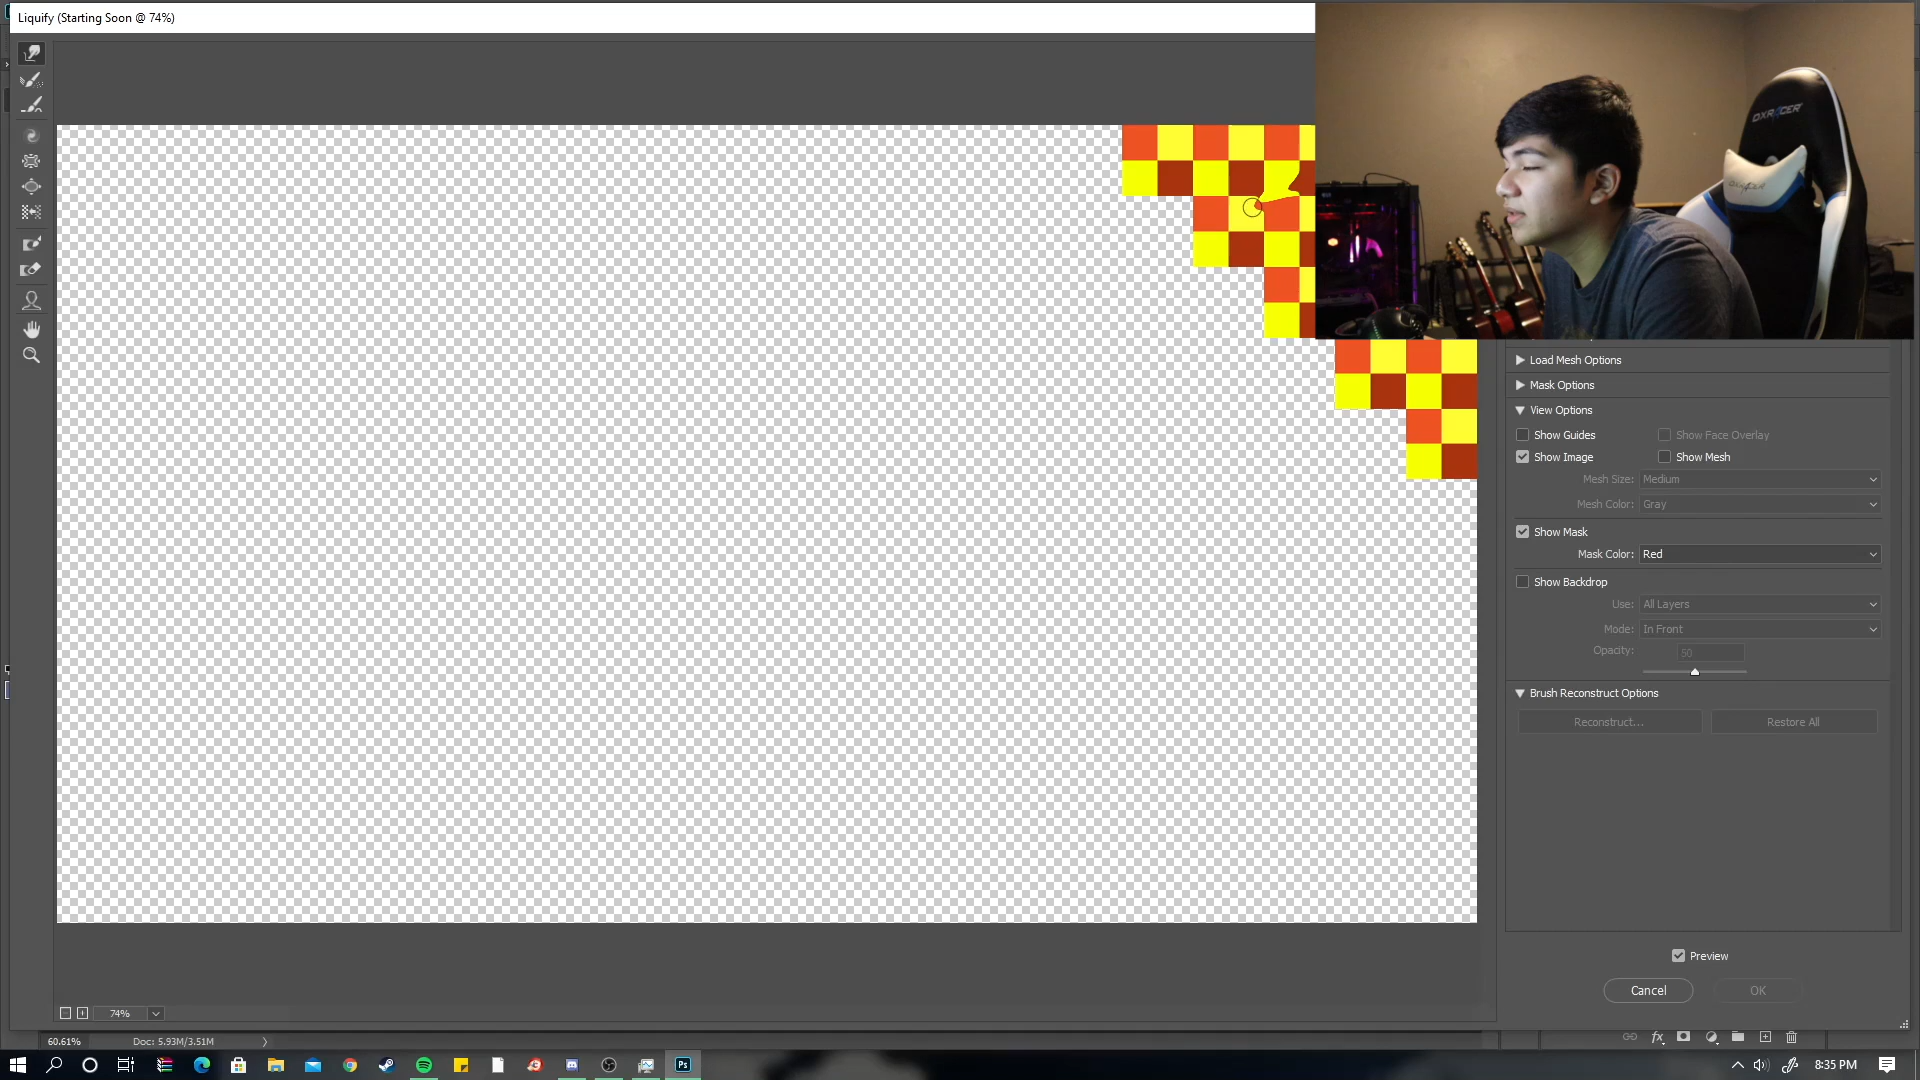 Liquify (Starting Soon @ 74%)
DXRACER
Load Mesh Options
Mask Options
View Options
Show Guides
Show Face Overlay
Show Image
Show Mesh
Mesh Size: Medium
Mesh Color: Gray
Show Mask
Mask Color: Red
Show Backdrop
Use: All Layers
Mode: In Front
Opacity: 50
Brush Reconstruct Options
Reconstruct...
Restore All
Preview
Cancel
OK
74%
60.61%
Doc: 5.93M/3.51M
fx
Ps
8:35 PM